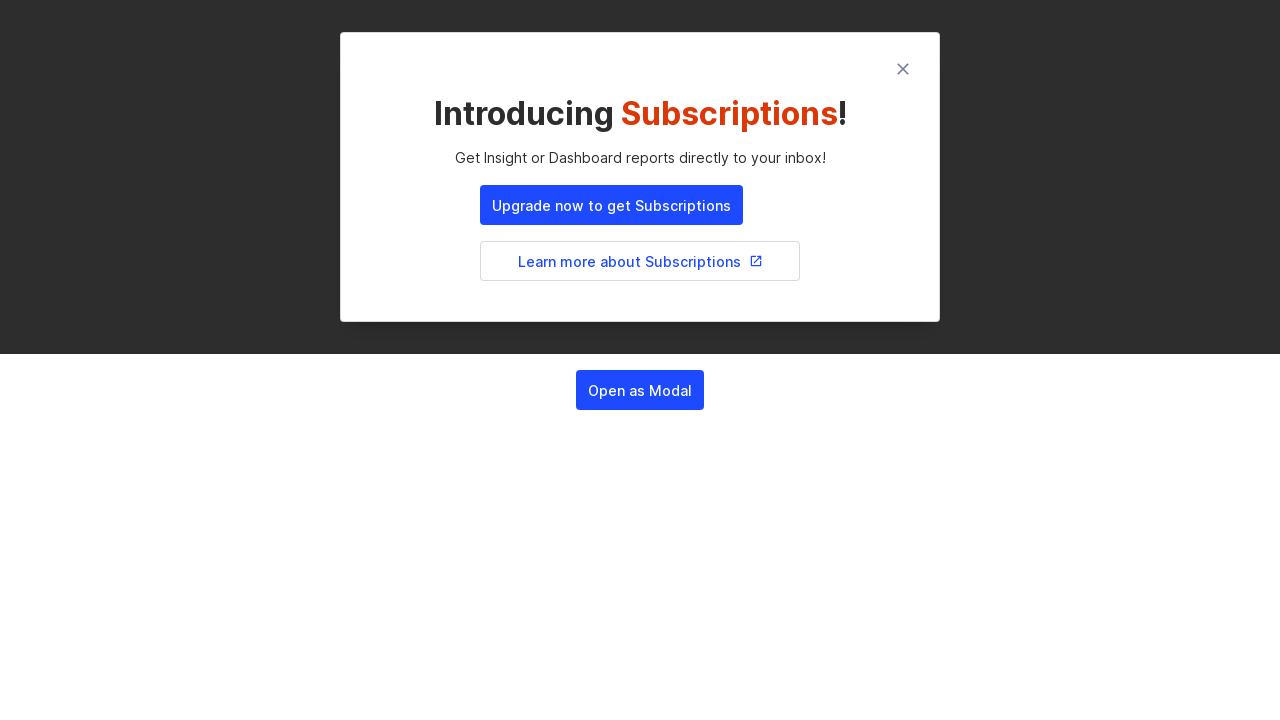 Introducing Subscriptions!
Get Insight or Dashboard reports directly to your inbox!
Upgrade now to get Subscriptions
Learn more about Subscriptions
Open as Modal